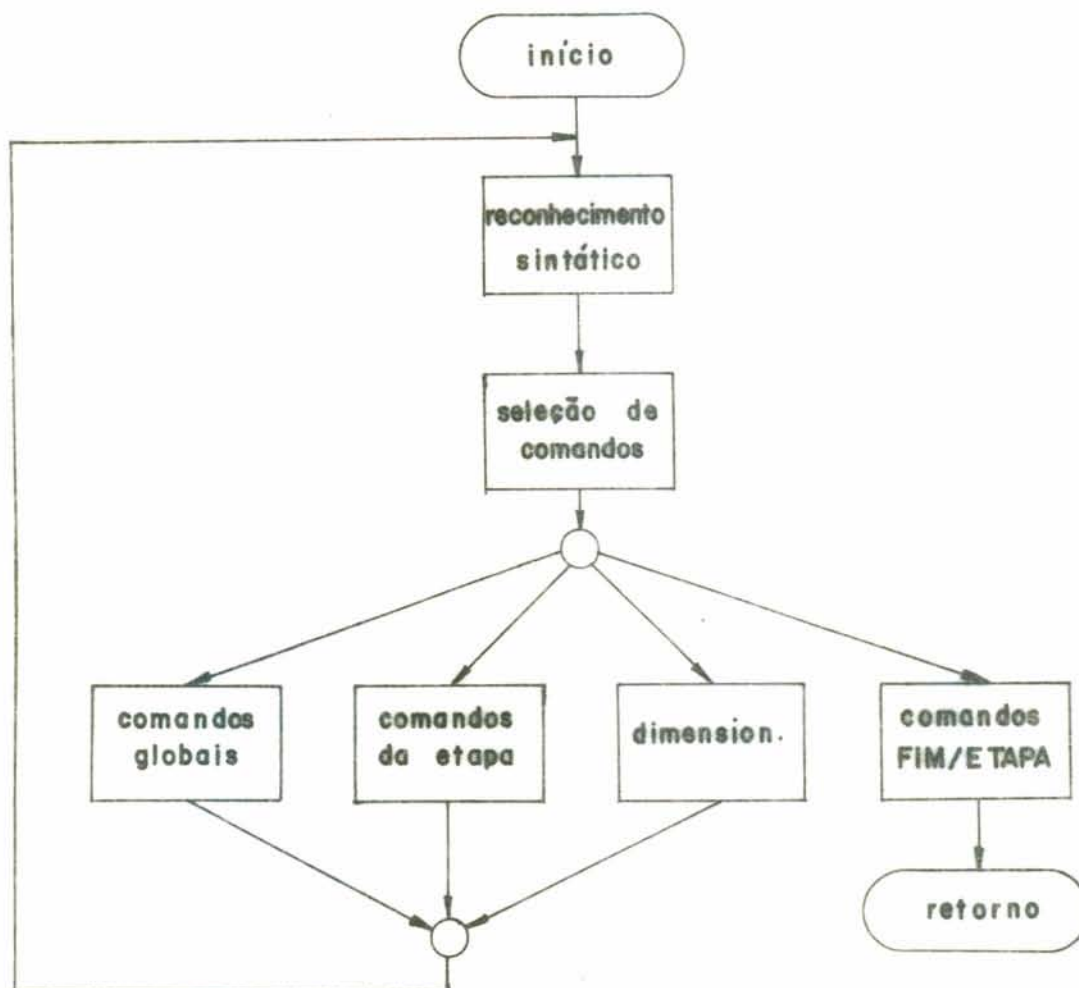 início
reconhecimento
sintático
seleção de
comandos
comandos
globais
comandos
da etapa
dimension.
comandos
FIM/ETAPA
retorno